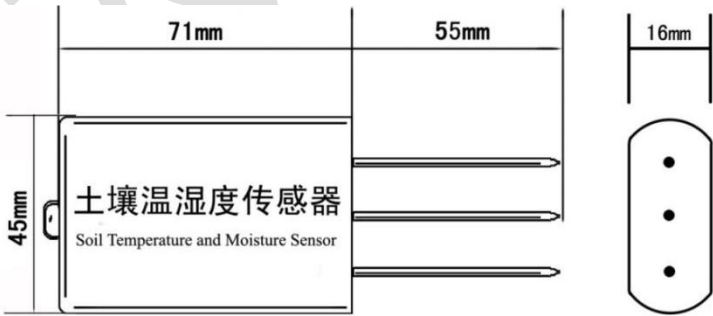 71mm
55mm
16mm
45mm
土壤温湿度传感器
Soil Temperature and Moisture Sensor